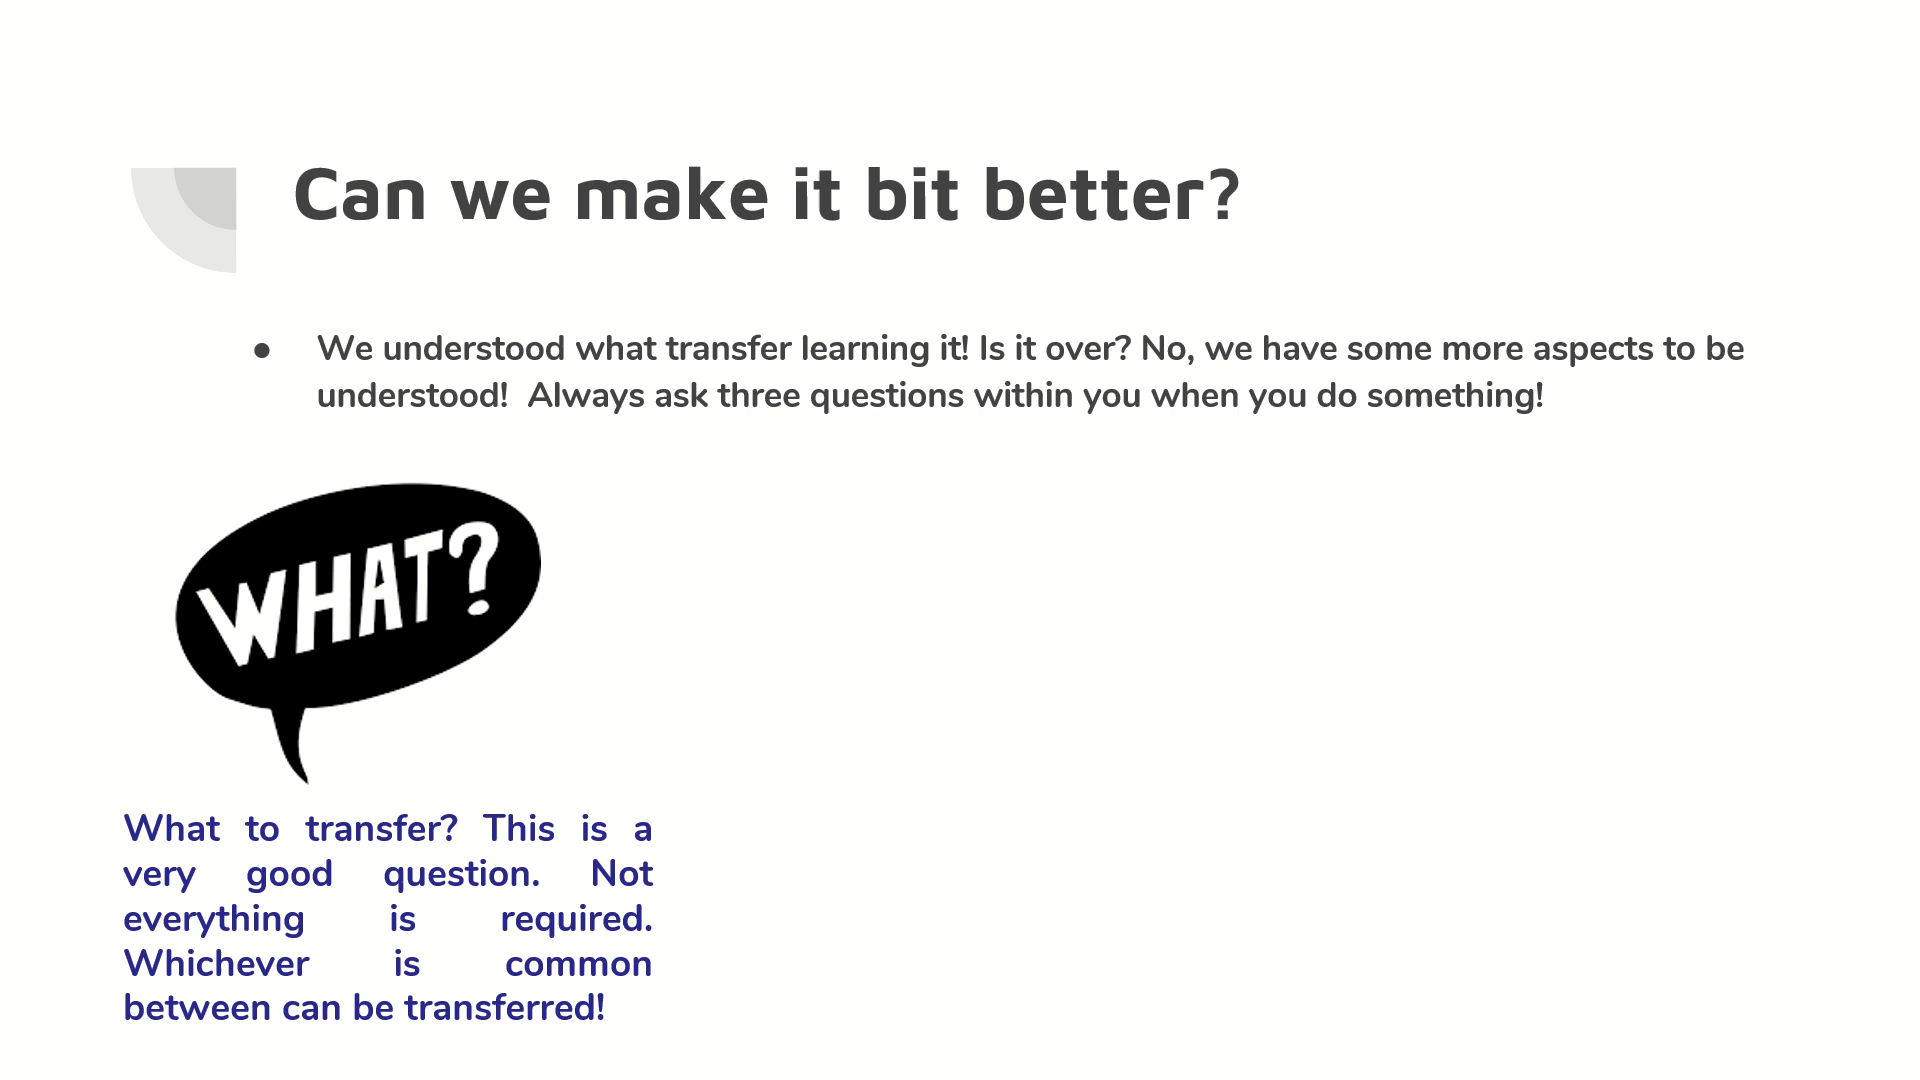 Can we make it bit better?
● We understood what transfer learning it! Is it over? No, we have some more aspects to be
understood!  Always ask three questions within you when you do something!
WHAT?
What to transfer? This is a
very good question. Not
everything is required.
Whichever is common
between can be transferred!